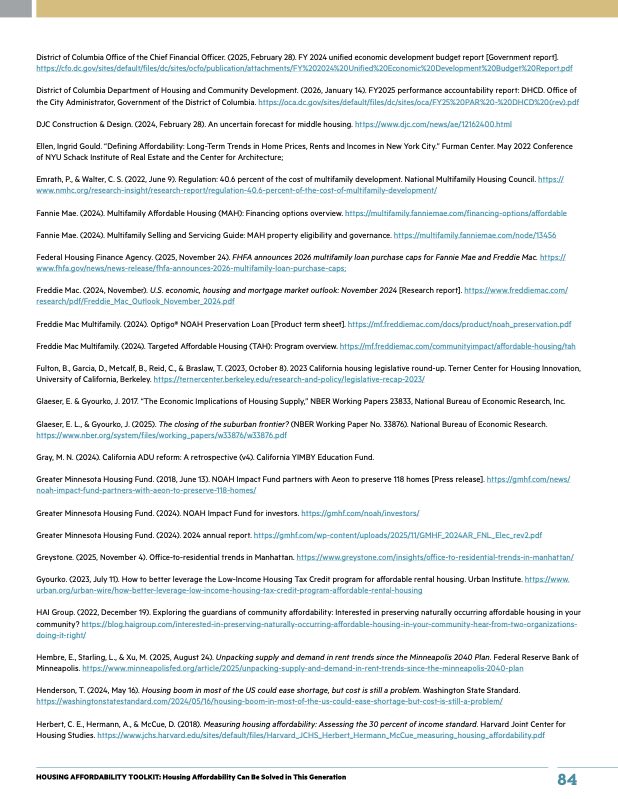 District of Columbia Office of the Chief Financial Officer. (2025, February 28). FY 2024 unified economic development budget report [Government report].
https://cfo.dc.gov/sites/default/files/dc/sites/ocfo/publication/attachments/FY%202024%20Unified%20Economic%20Development%20Budget%20Report.pdf
District of Columbia Department of Housing and Community Development. (2026, January 14). FY2025 performance accountability report: DHCD. Office of
the City Administrator, Government of the District of Columbia. https://oca.dc.gov/sites/default/files/dc/sites/oca/FY25%20PAR%20-%20DHCD%20(rev).pdf
DJC Construction & Design. (2024, February 28). An uncertain forecast for middle housing. https://www.djc.com/news/ae/12162400.html
Ellen, Ingrid Gould. “Defining Affordability: Long-Term Trends in Home Prices, Rents and Incomes in New York City.” Furman Center. May 2022 Conference
of NYU Schack Institute of Real Estate and the Center for Architecture;
Emrath, P., & Walter, C. S. (2022, June 9). Regulation: 40.6 percent of the cost of multifamily development. National Multifamily Housing Council. https://
www.nmhc.org/research-insight/research-report/regulation-40.6-percent-of-the-cost-of-multifamily-development/
Fannie Mae. (2024). Multifamily Affordable Housing (MAH): Financing options overview. https://multifamily.fanniemae.com/financing-options/affordable
Fannie Mae. (2024). Multifamily Selling and Servicing Guide: MAH property eligibility and governance. https://multifamily.fanniemae.com/node/13456
Federal Housing Finance Agency. (2025, November 24). FHFA announces 2026 multifamily loan purchase caps for Fannie Mae and Freddie Mac. https://
www.fhfa.gov/news/news-release/fhfa-announces-2026-multifamily-loan-purchase-caps;
Freddie Mac. (2024, November). U.S. economic, housing and mortgage market outlook: November 2024 [Research report]. https://www.freddiemac.com/
research/pdf/Freddie_Mac_Outlook_November_2024.pdf
Freddie Mac Multifamily. (2024). Optigo® NOAH Preservation Loan [Product term sheet]. https://mf.freddiemac.com/docs/product/noah_preservation.pdf
Freddie Mac Multifamily. (2024). Targeted Affordable Housing (TAH): Program overview. https://mf.freddiemac.com/communityimpact/affordable-housing/tah
Fulton, B., Garcia, D., Metcalf, B., Reid, C., & Braslaw, T. (2023, October 8). 2023 California housing legislative round-up. Terner Center for Housing Innovation,
University of California, Berkeley. https://ternercenter.berkeley.edu/research-and-policy/legislative-recap-2023/
Glaeser, E. & Gyourko, J. 2017. “The Economic Implications of Housing Supply,” NBER Working Papers 23833, National Bureau of Economic Research, Inc.
Glaeser, E. L., & Gyourko, J. (2025). The closing of the suburban frontier? (NBER Working Paper No. 33876). National Bureau of Economic Research.
https://www.nber.org/system/files/working_papers/w33876/w33876.pdf
Gray, M. N. (2024). California ADU reform: A retrospective (v4). California YIMBY Education Fund.
Greater Minnesota Housing Fund. (2018, June 13). NOAH Impact Fund partners with Aeon to preserve 118 homes [Press release]. https://gmhf.com/news/
noah-impact-fund-partners-with-aeon-to-preserve-118-homes/
Greater Minnesota Housing Fund. (2024). NOAH Impact Fund for investors. https://gmhf.com/noah/investors/
Greater Minnesota Housing Fund. (2024). 2024 annual report. https://gmhf.com/wp-content/uploads/2025/11/GMHF_2024AR_FNL_Elec_rev2.pdf
Greystone. (2025, November 4). Office-to-residential trends in Manhattan. https://www.greystone.com/insights/office-to-residential-trends-in-manhattan/
Gyourko. (2023, July 11). How to better leverage the Low-Income Housing Tax Credit program for affordable rental housing. Urban Institute. https://www.
urban.org/urban-wire/how-better-leverage-low-income-housing-tax-credit-program-affordable-rental-housing
HAI Group. (2022, December 19). Exploring the guardians of community affordability: Interested in preserving naturally occurring affordable housing in your
community? https://blog.haigroup.com/interested-in-preserving-naturally-occurring-affordable-housing-in-your-community-hear-from-two-organizations-
doing-it-right/
Hembre, E., Starling, L., & Xu, M. (2025, August 24). Unpacking supply and demand in rent trends since the Minneapolis 2040 Plan. Federal Reserve Bank of
Minneapolis. https://www.minneapolisfed.org/article/2025/unpacking-supply-and-demand-in-rent-trends-since-the-minneapolis-2040-plan
Henderson, T. (2024, May 16). Housing boom in most of the US could ease shortage, but cost is still a problem. Washington State Standard.
https://washingtonstatestandard.com/2024/05/16/housing-boom-in-most-of-the-us-could-ease-shortage-but-cost-is-still-a-problem/
Herbert, C. E., Hermann, A., & McCue, D. (2018). Measuring housing affordability: Assessing the 30 percent of income standard. Harvard Joint Center for
Housing Studies. https://www.jchs.harvard.edu/sites/default/files/Harvard_JCHS_Herbert_Hermann_McCue_measuring_housing_affordability.pdf
HOUSING AFFORDABILITY TOOLKIT: Housing Affordability Can Be Solved in This Generation
84